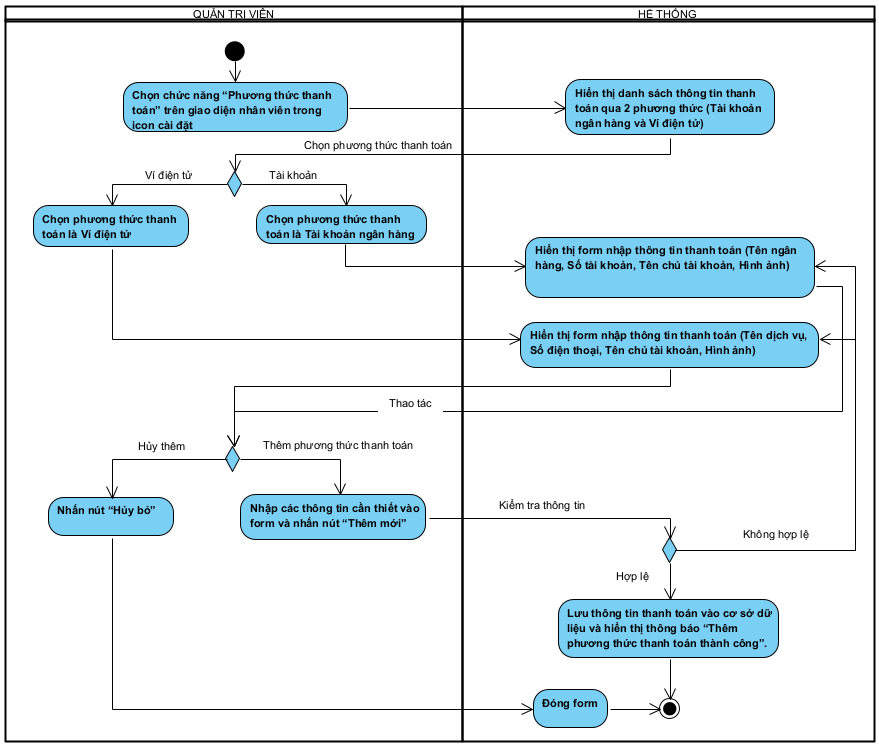 QUẢN TRỊ VIÊN
HỆ THỐNG
Chọn chức năng “Phương thức thanh
toán” trên giao diện nhân viên trong
icon cài đặt
Hiển thị danh sách thông tin thanh
toán qua 2 phương thức (Tài khoản
ngân hàng và Ví điện tử)
Chọn phương thức thanh toán
Ví điện tử
Tài khoản
Chọn phương thức thanh
toán là Ví điện tử
Chọn phương thức thanh
toán là Tài khoản ngân hàng
Hiển thị form nhập thông tin thanh toán (Tên ngân
hàng, Số tài khoản, Tên chủ tài khoản, Hình ảnh)
Hiển thị form nhập thông tin thanh toán (Tên dịch vụ,
Số điện thoại, Tên chủ tài khoản, Hình ảnh)
Thao tác
Hủy thêm
Thêm phương thức thanh toán
Nhấn nút “Hủy bỏ”
Nhập các thông tin cần thiết vào
form và nhấn nút “Thêm mới”
Kiểm tra thông tin
Không hợp lệ
Hợp lệ
Lưu thông tin thanh toán vào cơ sở dữ
liệu và hiển thị thông báo “Thêm
phương thức thanh toán thành công”.
Đóng form